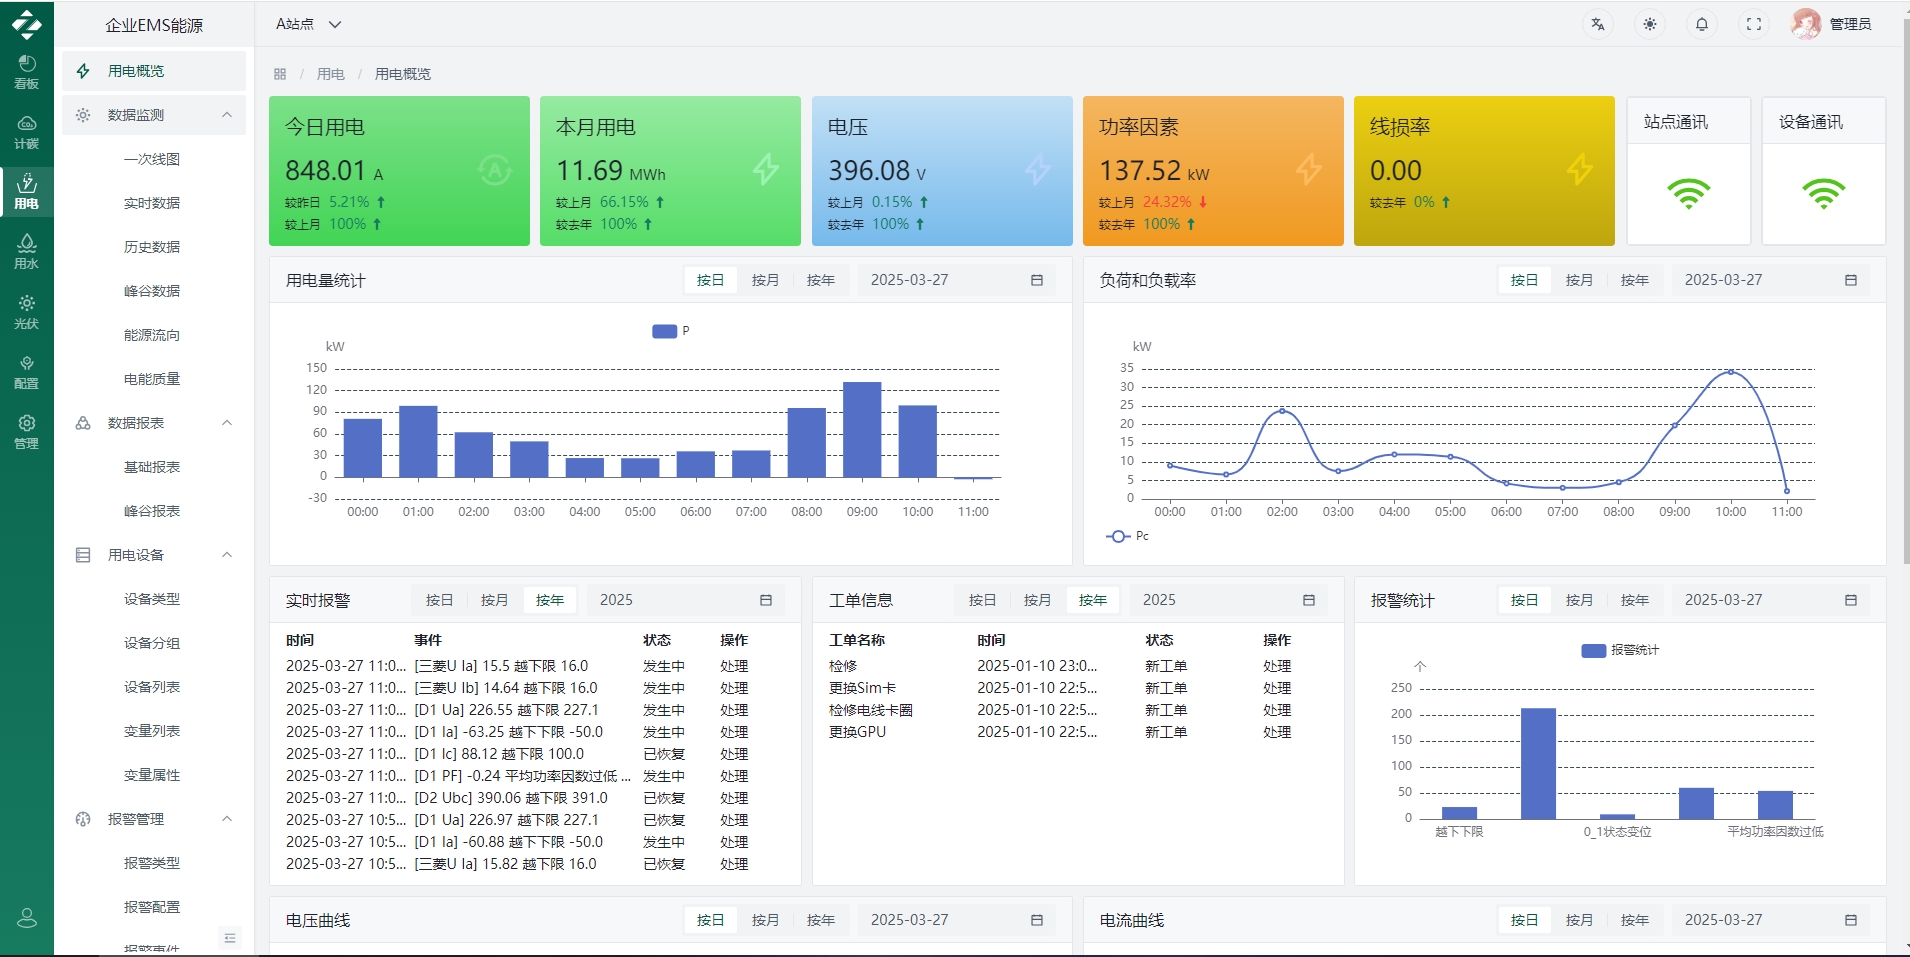 企业EMS能源
A站点
管理员
看板
计碳
用电
用水
光伏
配置
管理
用电概览
数据监测
一次线图
实时数据
历史数据
峰谷数据
能源流向
电能质量
数据报表
基础报表
峰谷报表
用电设备
设备类型
设备分组
设备列表
变量列表
变量属性
报警管理
报警类型
报警配置
报警事件
/ 用电 / 用电概览
今日用电
848.01 A
较昨日 5.21%
较上月 100%
本月用电
11.69 MWh
较上月 66.15%
较去年 100%
电压
396.08 V
较上月 0.15%
较去年 100%
功率因素
137.52 kW
较上月 24.32%
较去年 100%
线损率
0.00
较去年 0%
站点通讯
设备通讯
用电量统计
按日 按月 按年 2025-03-27
P
kW
150
120
90
60
30
0
-30
00:00 01:00 02:00 03:00 04:00 05:00 06:00 07:00 08:00 09:00 10:00 11:00
负荷和负载率
按日 按月 按年 2025-03-27
kW
35
30
25
20
15
10
5
0
00:00 01:00 02:00 03:00 04:00 05:00 06:00 07:00 08:00 09:00 10:00 11:00
Pc
实时报警
按日 按月 按年 2025
时间 事件 状态 操作
2025-03-27 11:0... [三菱U Ia] 15.5 越下限 16.0 发生中 处理
2025-03-27 11:0... [三菱U Ib] 14.64 越下限 16.0 发生中 处理
2025-03-27 11:0... [D1 Ua] 226.55 越下限 227.1 发生中 处理
2025-03-27 11:0... [D1 Ia] -63.25 越下下限 -50.0 发生中 处理
2025-03-27 11:0... [D1 Ic] 88.12 越下限 100.0 已恢复 处理
2025-03-27 11:0... [D1 PF] -0.24 平均功率因数过低 ... 发生中 处理
2025-03-27 11:0... [D2 Ubc] 390.06 越下限 391.0 已恢复 处理
2025-03-27 10:5... [D1 Ua] 226.97 越下限 227.1 已恢复 处理
2025-03-27 10:5... [D1 Ia] -60.88 越下下限 -50.0 发生中 处理
2025-03-27 10:5... [三菱U Ia] 15.82 越下限 16.0 已恢复 处理
工单信息
按日 按月 按年 2025
工单名称 时间 状态 操作
检修 2025-01-10 23:0... 新工单 处理
更换Sim卡 2025-01-10 22:5... 新工单 处理
检修电线卡圈 2025-01-10 22:5... 新工单 处理
更换GPU 2025-01-10 22:5... 新工单 处理
报警统计
按日 按月 按年 2025-03-27
报警统计
个
250
200
150
100
50
0
越下下限 0_1状态变位 平均功率因数过低
电压曲线
按日 按月 按年 2025-03-27
电流曲线
按日 按月 按年 2025-03-27